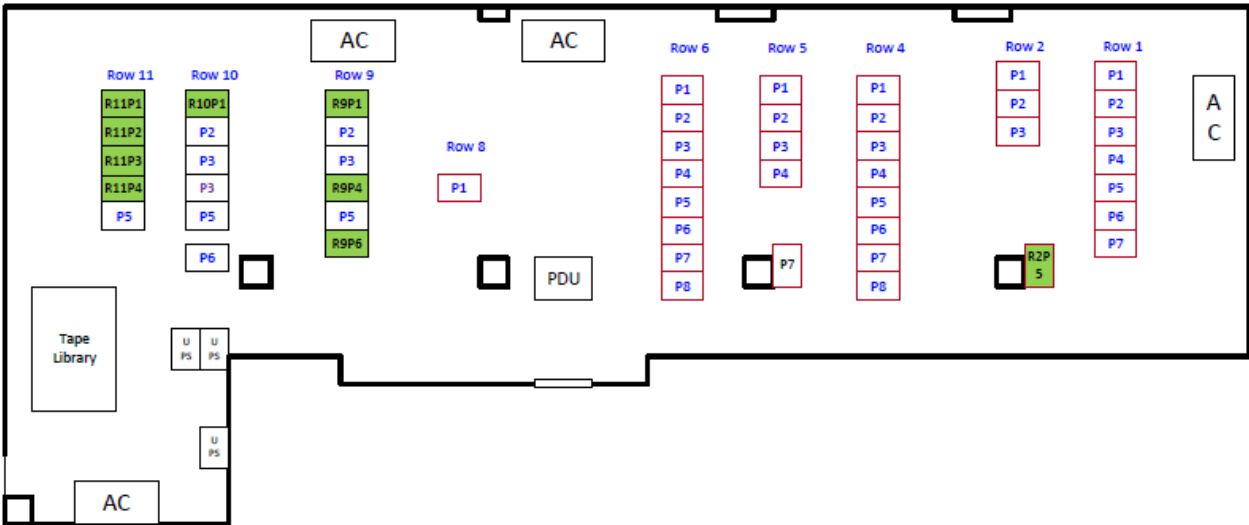 AC
AC
Row 6
Row 5
Row 4
Row 2
Row 1
Row 11
Row 10
Row 9
Row 8
A
C
R11P1
R11P2
R11P3
R11P4
P5
R10P1
P2
P3
P3
P5
P6
R9P1
P2
P3
R9P4
P5
R9P6
P1
P1
P2
P3
P4
P5
P6
P7
P8
P1
P2
P3
P4
P7
P1
P2
P3
P4
P5
P6
P7
P8
P1
P2
P3
R2P
5
P1
P2
P3
P4
P5
P6
P7
PDU
Tape
Library
U
PS
U
PS
U
PS
AC